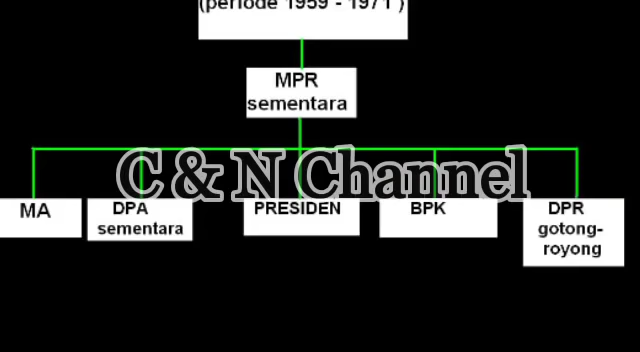 (periode 1959 - 1971 )
MPR
sementara
C & N Channel
MA
DPA
sementara
PRESIDEN
BPK
DPR
gotong-
royong